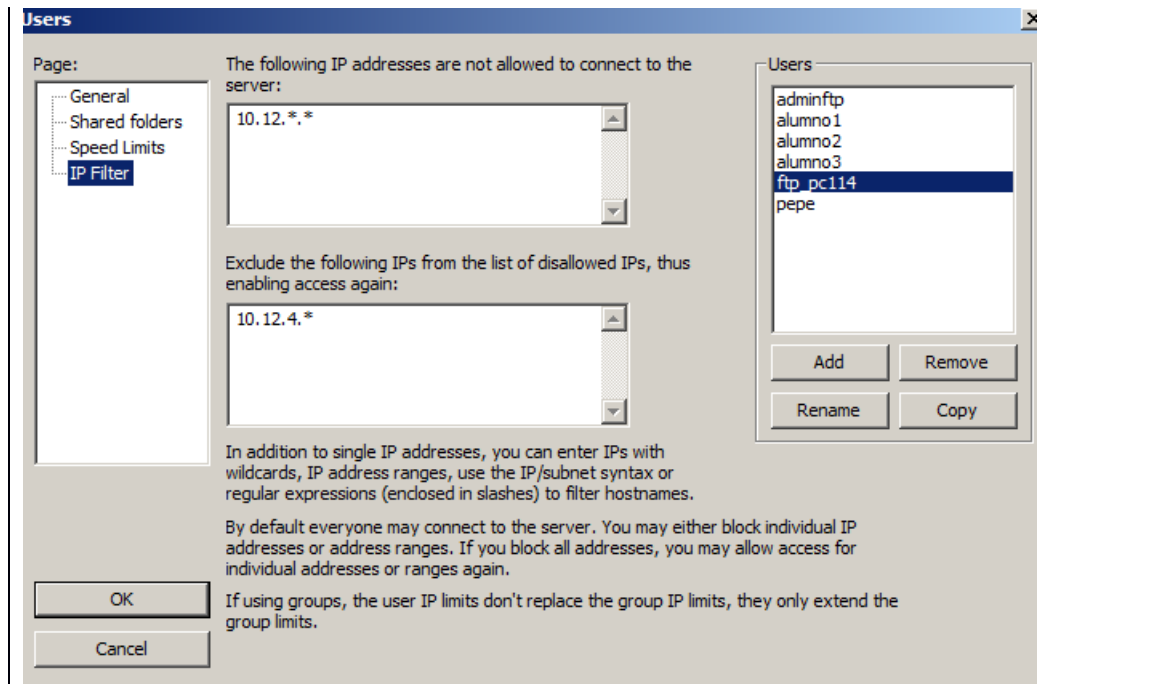 Users
Page:
General
Shared folders
Speed Limits
IP Filter
The following IP addresses are not allowed to connect to the
server:
10.12.*.*
Exclude the following IPs from the list of disallowed IPs, thus
enabling access again:
10.12.4.*
In addition to single IP addresses, you can enter IPs with
wildcards, IP address ranges, use the IP/subnet syntax or
regular expressions (enclosed in slashes) to filter hostnames.
By default everyone may connect to the server. You may either block individual IP
addresses or address ranges. If you block all addresses, you may allow access for
individual addresses or ranges again.
If using groups, the user IP limits don't replace the group IP limits, they only extend the
group limits.
Users
adminftp
alumno1
alumno2
alumno3
ftp_pc114
pepe
Add
Remove
Rename
Copy
OK
Cancel